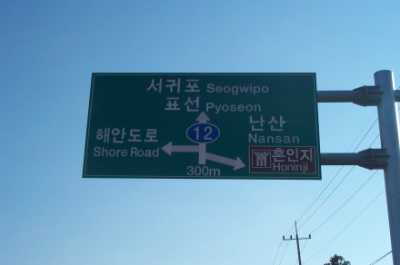 서귀포 Seogwipo
표선 Pyoseon
해안도로
Shore Road
12
난산
Nansan
혼인지
Honinji
300m